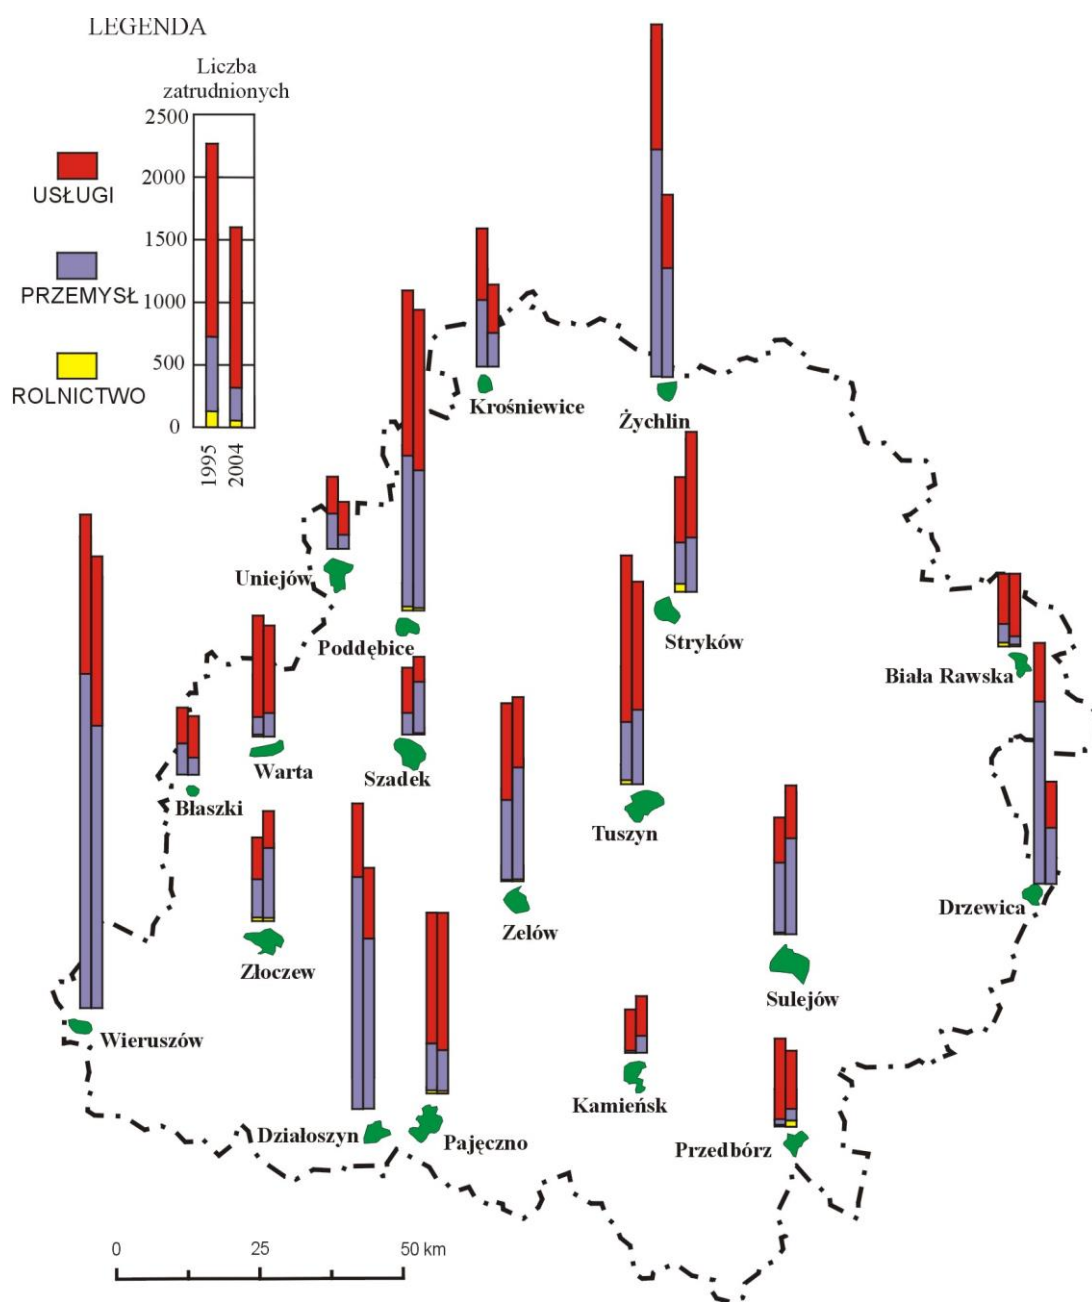 LEGENDA
Liczba
zatrudnionych
2500
2000
1500
1000
500
0
1995
2004
USŁUGI
PRZEMYSŁ
ROLNICTWO
Krośniewice
Żychlin
Uniejów
Poddębice
Stryków
Biała Rawska
Warta
Szadek
Błaszki
Tuszyn
Drzewica
Zelów
Złoczew
Sulejów
Wieruszów
Kamieńsk
Działoszyn
Pajęczno
Przedbórz
0 25 50 km